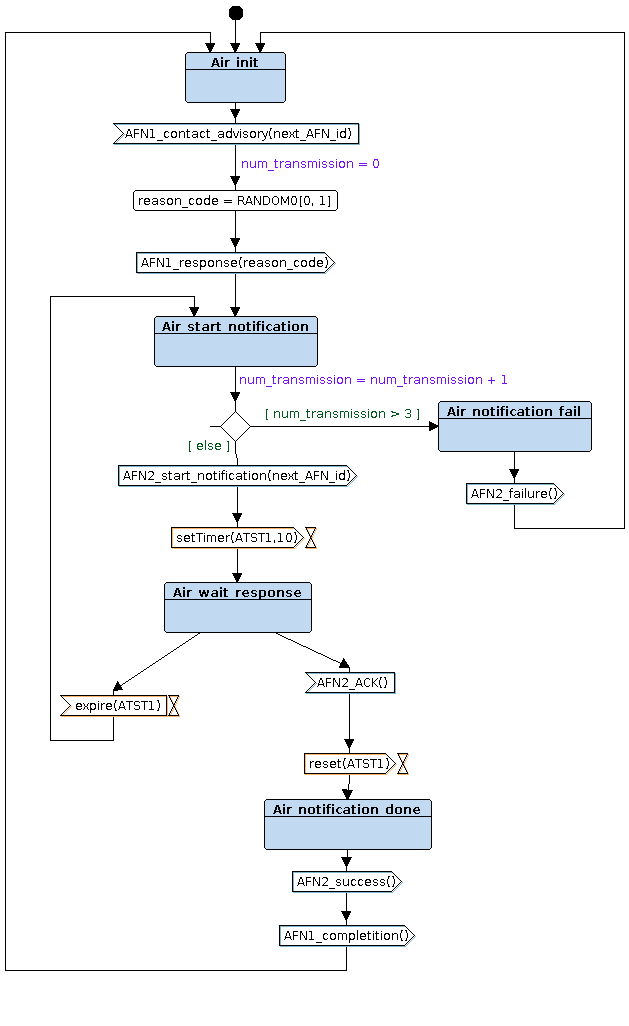 Air init
AFN1_contact_advisory(next_AFN_id)
num_transmission = 0
reason_code = RANDOM0[0, 1]
AFN1_response(reason_code)
Air start notification
num_transmission = num_transmission + 1
[ num_transmission > 3 ]
Air notification fail
[ else ]
AFN2_start_notification(next_AFN_id)
AFN2_failure()
setTimer(ATST1,10)
Air wait response
AFN2_ACK()
expire(ATST1)
reset(ATST1)
Air notification done
AFN2_success()
AFN1_completition()